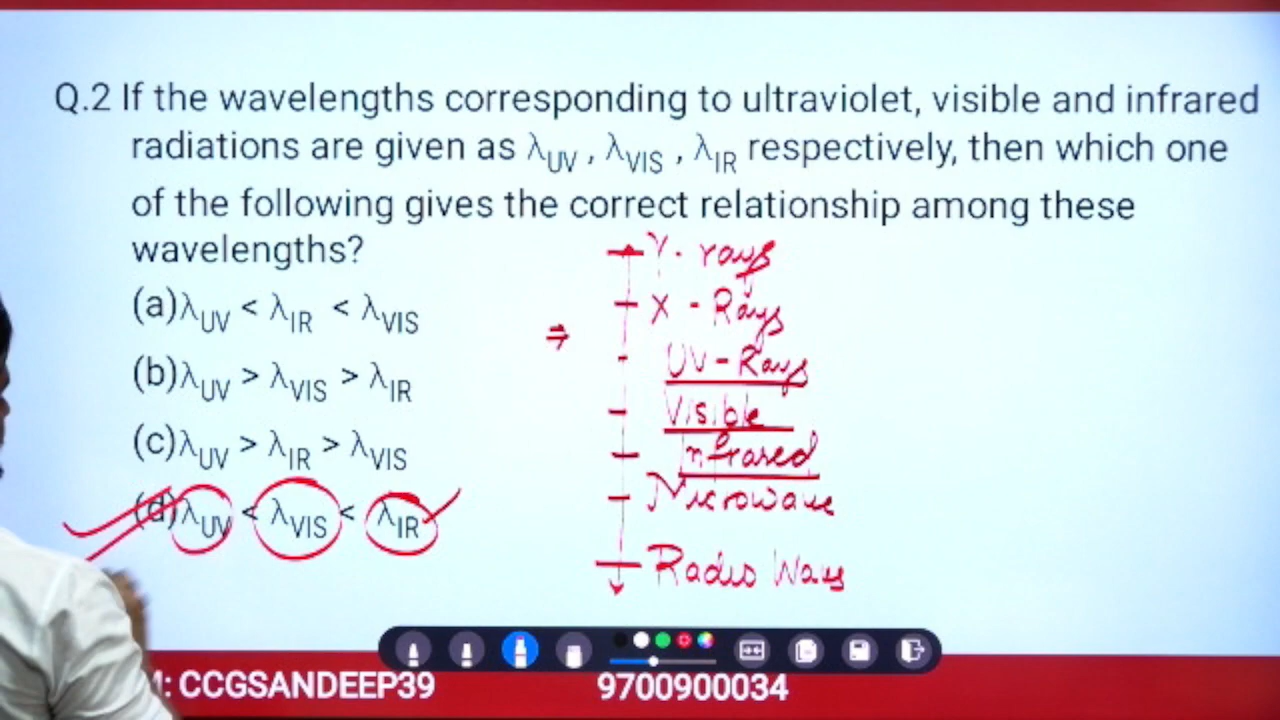 Q.2 If the wavelengths corresponding to ultraviolet, visible and infrared
radiations are given as λUV , λVIS , λIR respectively, then which one
of the following gives the correct relationship among these
wavelengths?
(a)λUV < λIR < λVIS
(b)λUV > λVIS > λIR
(c)λUV > λIR > λVIS
(d)λUV < λVIS < λIR
γ- rays
⇒
X - Rays
UV-Rays
Visible
Infrared
Microwave
Radio
: CCGSANDEEP39
9700900034